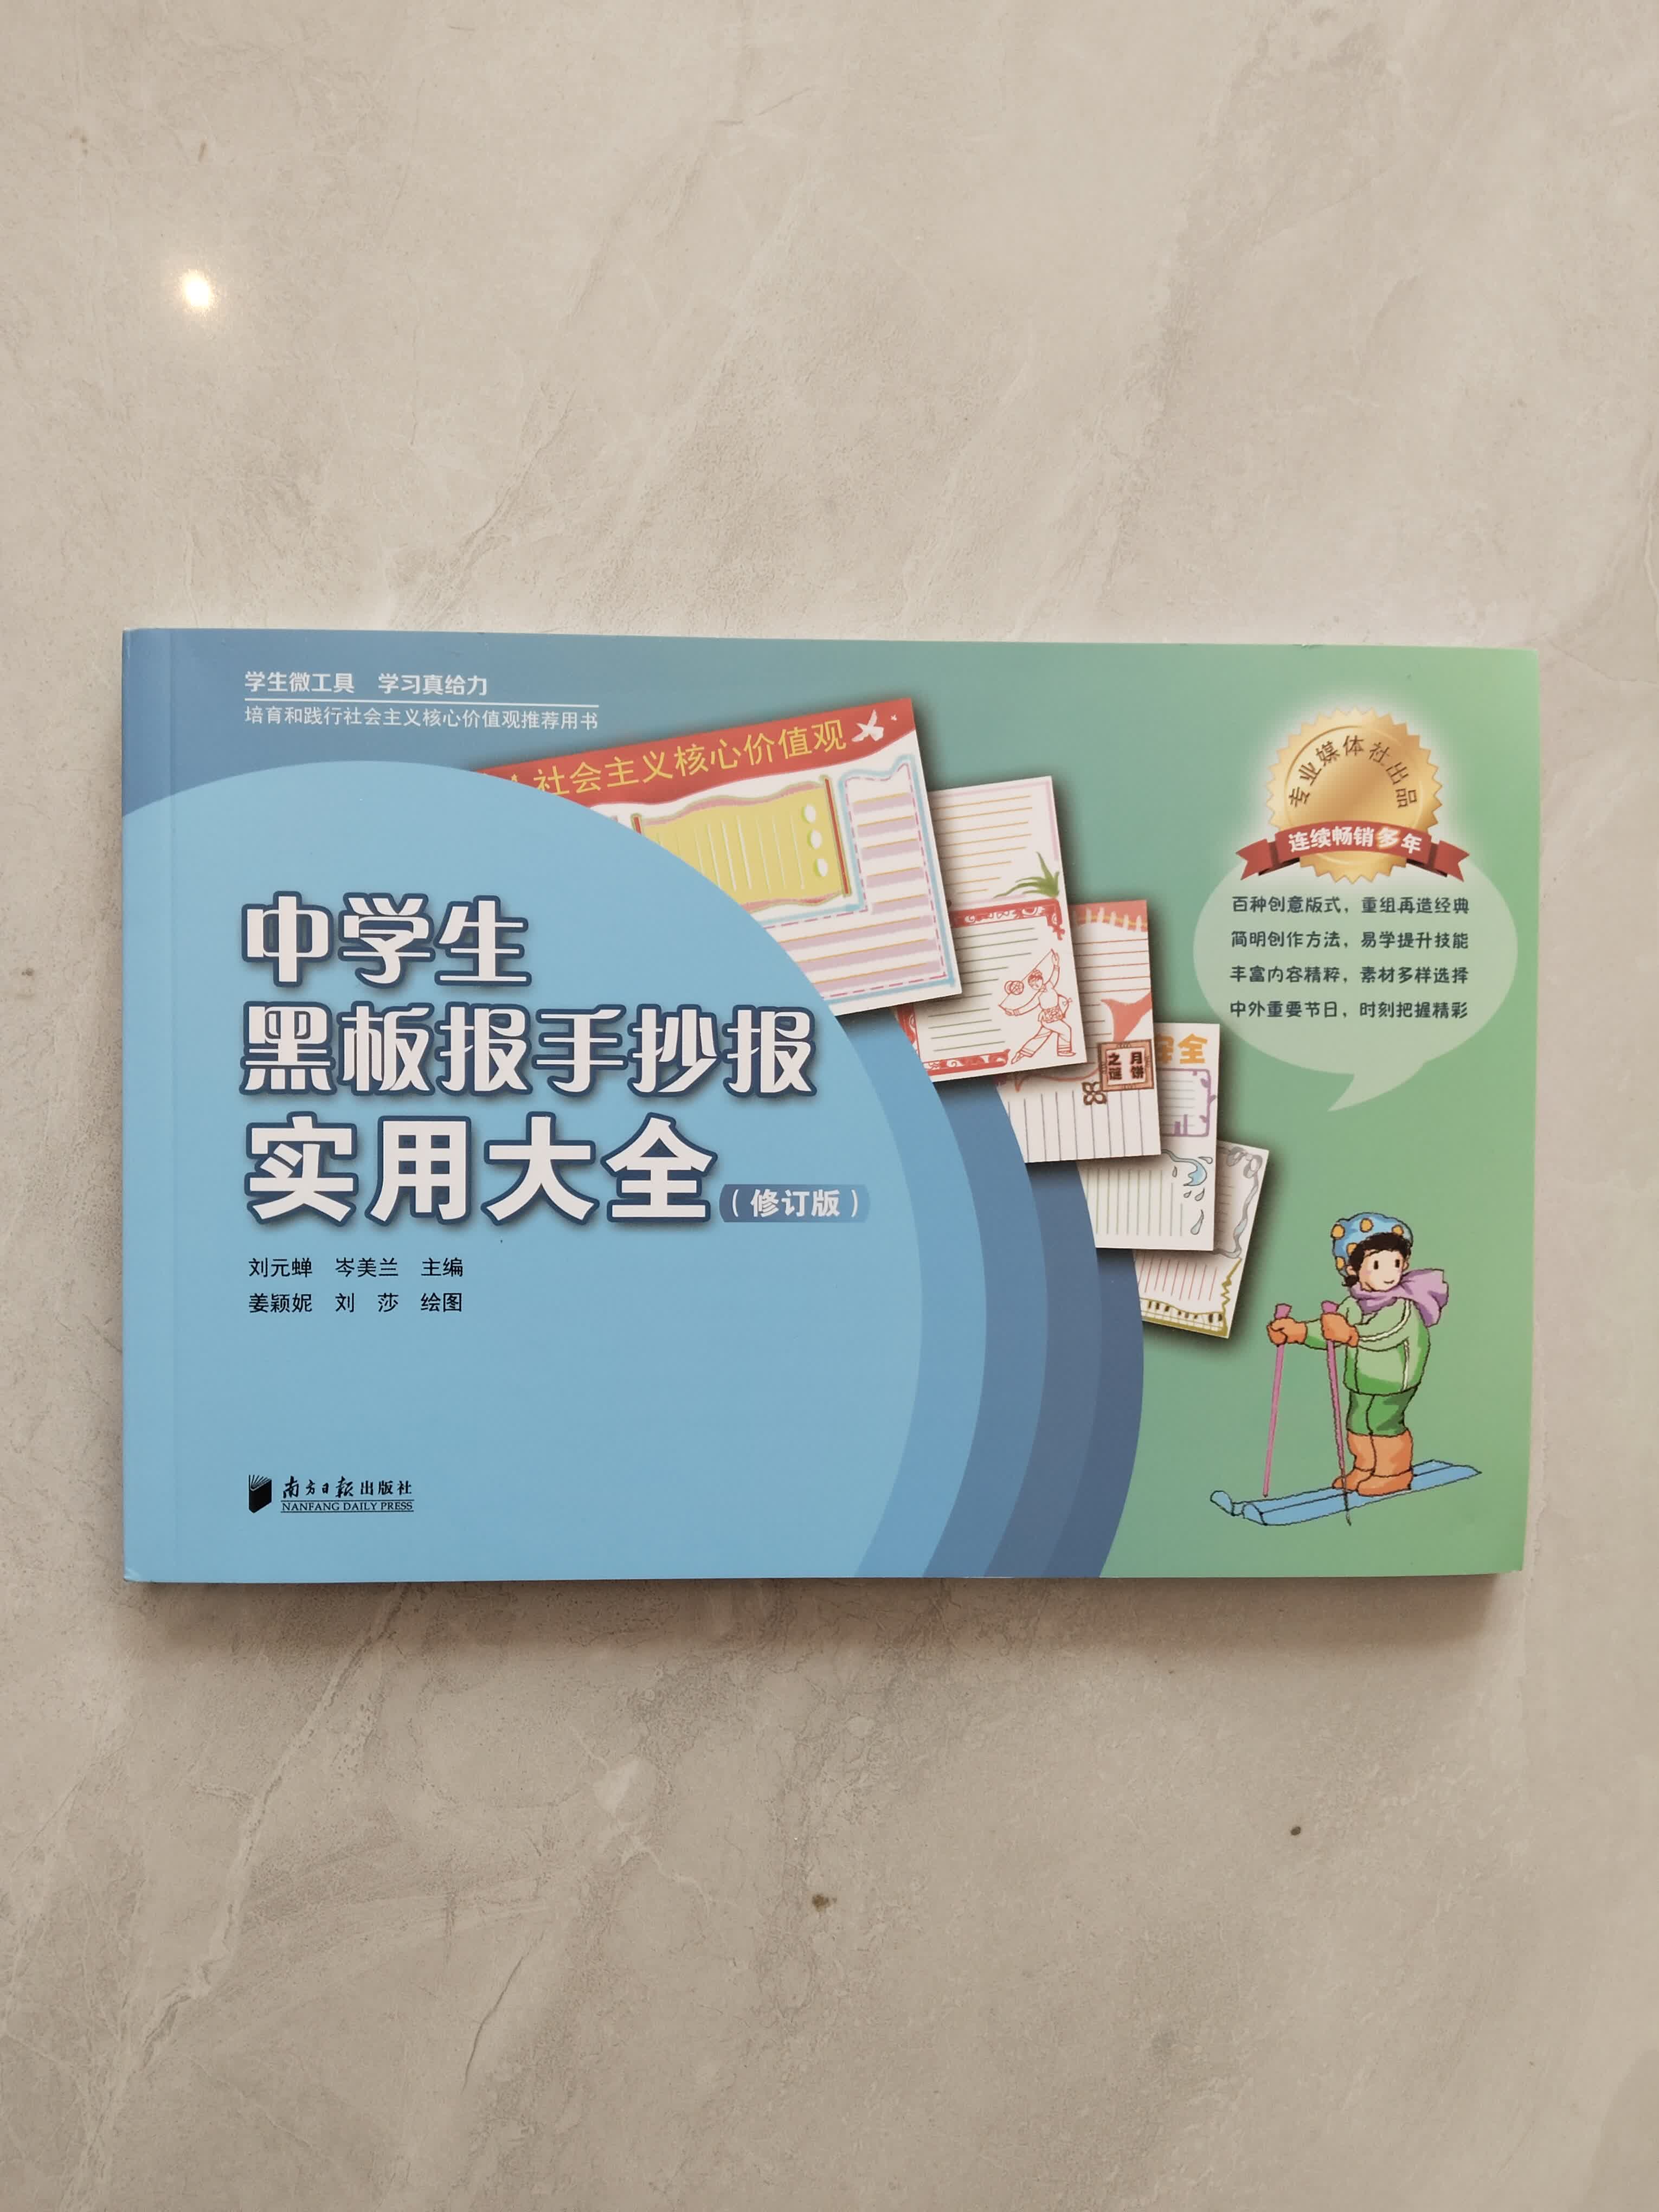 学生微工具 学习真给力
培育和践行社会主义核心价值观推荐用书
社会主义核心价值观
专业媒体社出品
连续畅销多年
百种创意版式，重组再造经典
简明创作方法，易学提升技能
丰富内容精粹，素材多样选择
中外重要节日，时刻把握精彩
中学生
黑板报手抄报
实用大全（修订版）
月饼
之谜
安全
刘元蝉 岑美兰 主编
姜颖妮 刘 莎 绘图
南方日报出版社
NANFANG DAILY PRESS